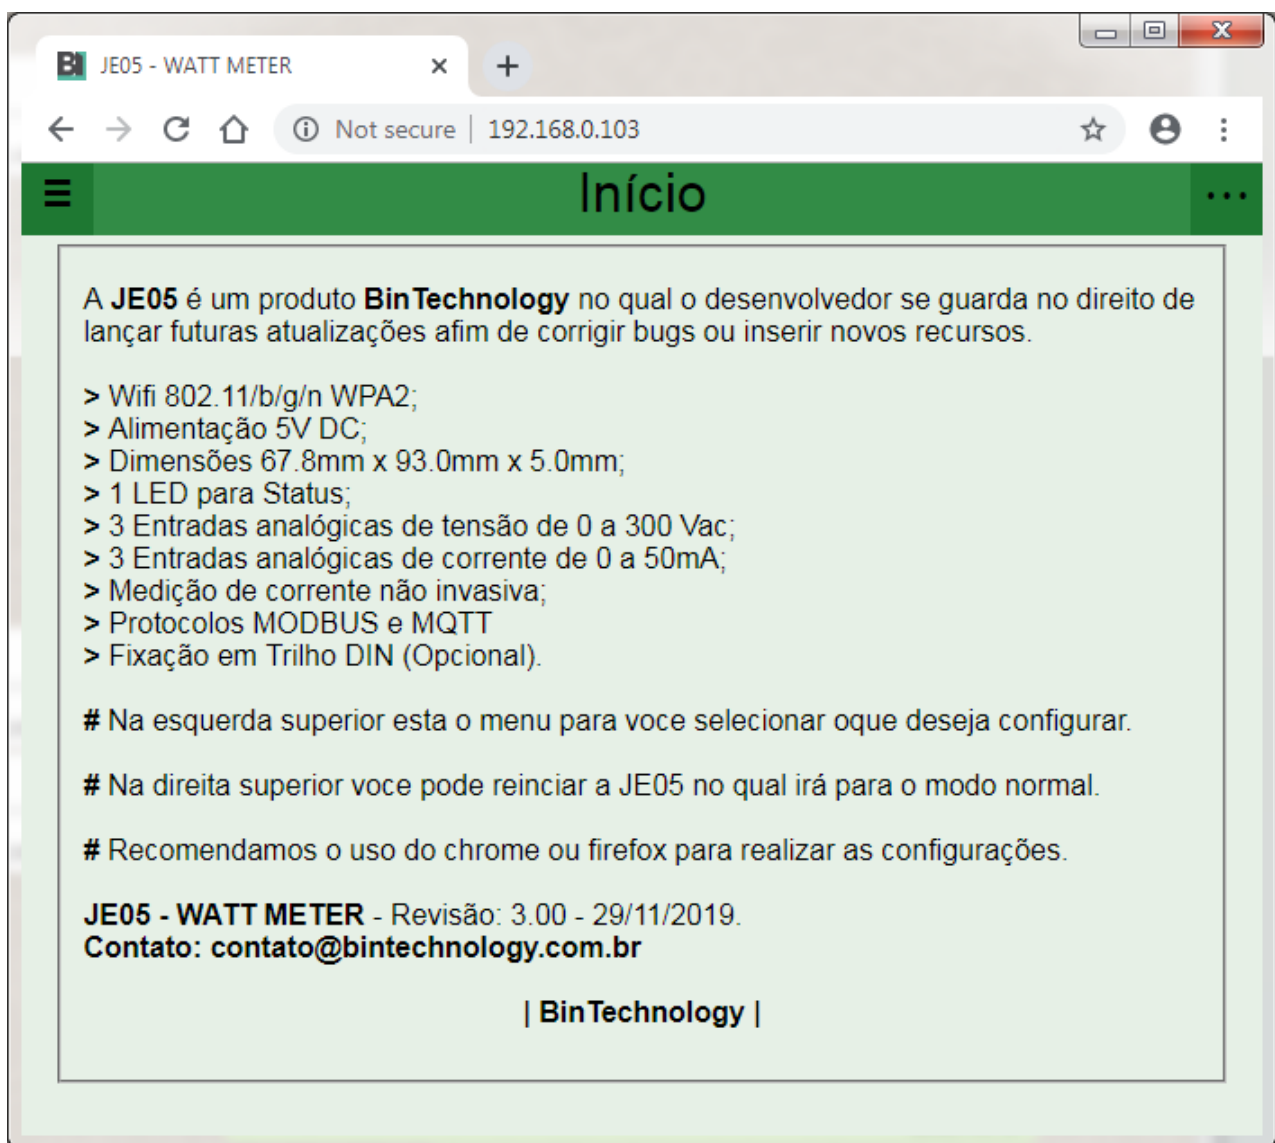 JE05 - WATT METER
Not secure | 192.168.0.103
Início
A JE05 é um produto BinTechnology no qual o desenvolvedor se guarda no direito de
lançar futuras atualizações afim de corrigir bugs ou inserir novos recursos.
> Wifi 802.11/b/g/n WPA2;
> Alimentação 5V DC;
> Dimensões 67.8mm x 93.0mm x 5.0mm;
> 1 LED para Status;
> 3 Entradas analógicas de tensão de 0 a 300 Vac;
> 3 Entradas analógicas de corrente de 0 a 50mA;
> Medição de corrente não invasiva;
> Protocolos MODBUS e MQTT
> Fixação em Trilho DIN (Opcional).
# Na esquerda superior esta o menu para voce selecionar oque deseja configurar.
# Na direita superior voce pode reinciar a JE05 no qual irá para o modo normal.
# Recomendamos o uso do chrome ou firefox para realizar as configurações.
JE05 - WATT METER - Revisão: 3.00 - 29/11/2019.
Contato: contato@bintechnology.com.br
| BinTechnology |